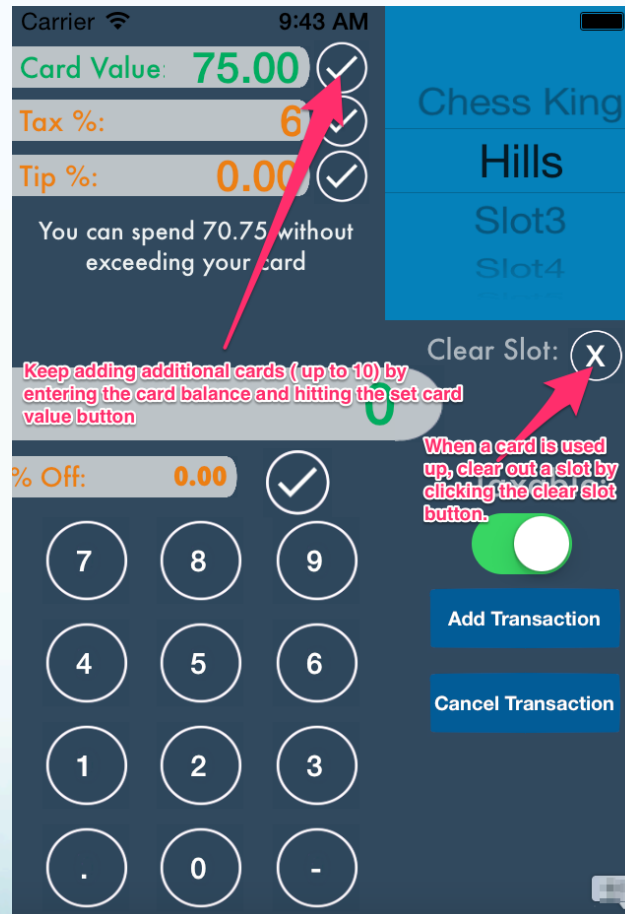 Carrier 9:43 AM
Card Value: 75.00
Tax %: 6
Tip %: 0.00
You can spend 70.75 without
exceeding your card
Chess King
Hills
Slot3
Slot4
Clear Slot: X
Keep adding additional cards ( up to 10) by
entering the card balance and hitting the set card
value button
0
When a card is used
up, clear out a slot by
clicking the clear slot
button.
Taxable:
% Off: 0.00
7 8 9
4 5 6
1 2 3
. 0 -
Add Transaction
Cancel Transaction